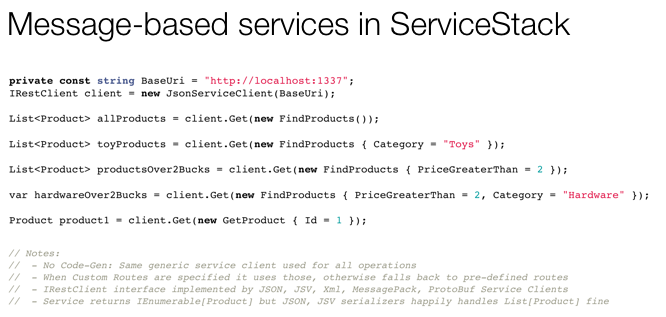 Message-based services in ServiceStack
private const string BaseUri = "http://localhost:1337";
IRestClient client = new JsonServiceClient(BaseUri);
List<Product> allProducts = client.Get(new FindProducts());
List<Product> toyProducts = client.Get(new FindProducts { Category = "Toys" });
List<Product> productsOver2Bucks = client.Get(new FindProducts { PriceGreaterThan = 2 });
var hardwareOver2Bucks = client.Get(new FindProducts { PriceGreaterThan = 2, Category = "Hardware" });
Product product1 = client.Get(new GetProduct { Id = 1 });
// Notes:
// - No Code-Gen: Same generic service client used for all operations
// - When Custom Routes are specified it uses those, otherwise falls back to pre-defined routes
// - IRestClient interface implemented by JSON, JSV, Xml, MessagePack, ProtoBuf Service Clients
// - Service returns IEnumerable[Product] but JSON, JSV serializers happily handles List[Product] fine